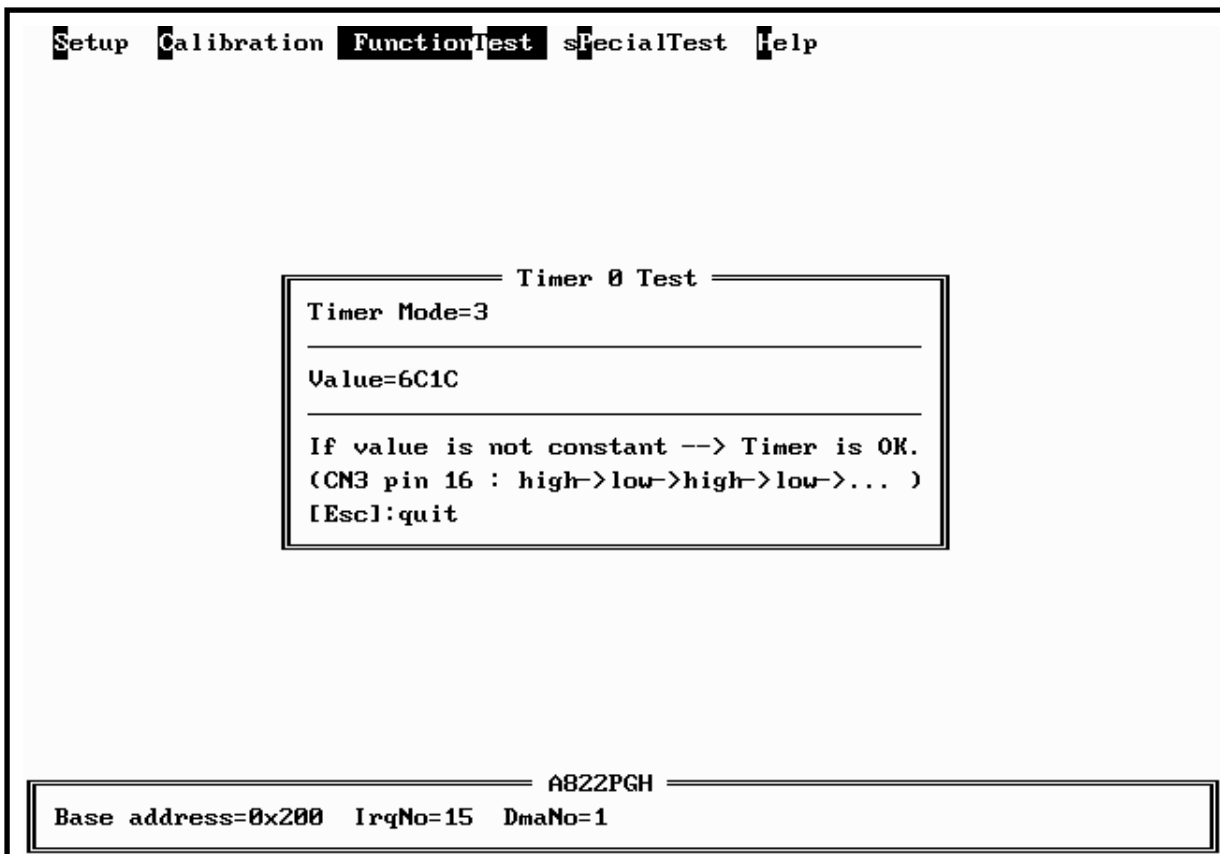 Setup Calibration FunctionTest sPecialTest Help
Timer 0 Test
Timer Mode=3
Value=6C1C
If value is not constant --> Timer is OK.
(CN3 pin 16 : high->low->high->low->... )
[Esc]:quit
A822PGH
Base address=0x200 IrqNo=15 DmaNo=1